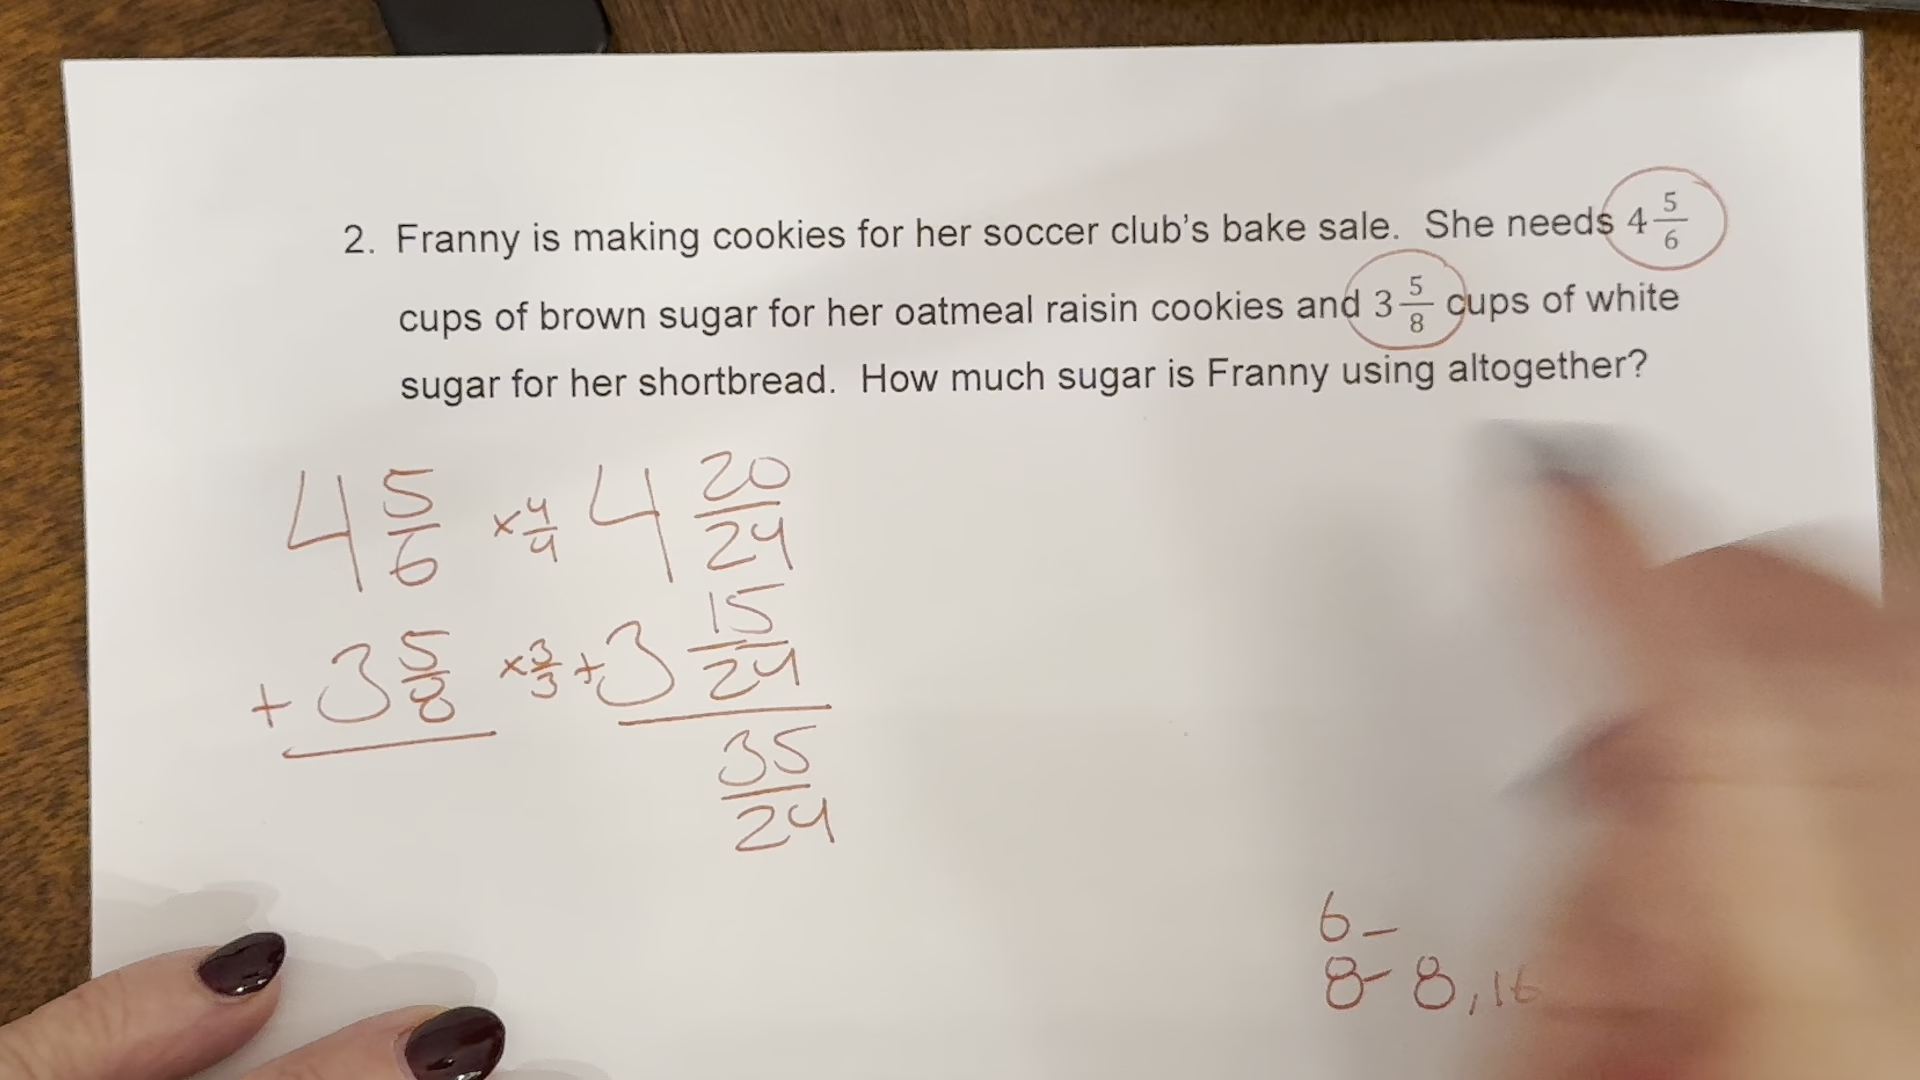 2. Franny is making cookies for her soccer club's bake sale. She needs 4 5/6
cups of brown sugar for her oatmeal raisin cookies and 3 5/8 cups of white
sugar for her shortbread. How much sugar is Franny using altogether?
4 5/6 × 4/4 4 20/24
+ 3 5/8 × 3/3 + 3 15/24
35/24
6 –
8 – 8, 16